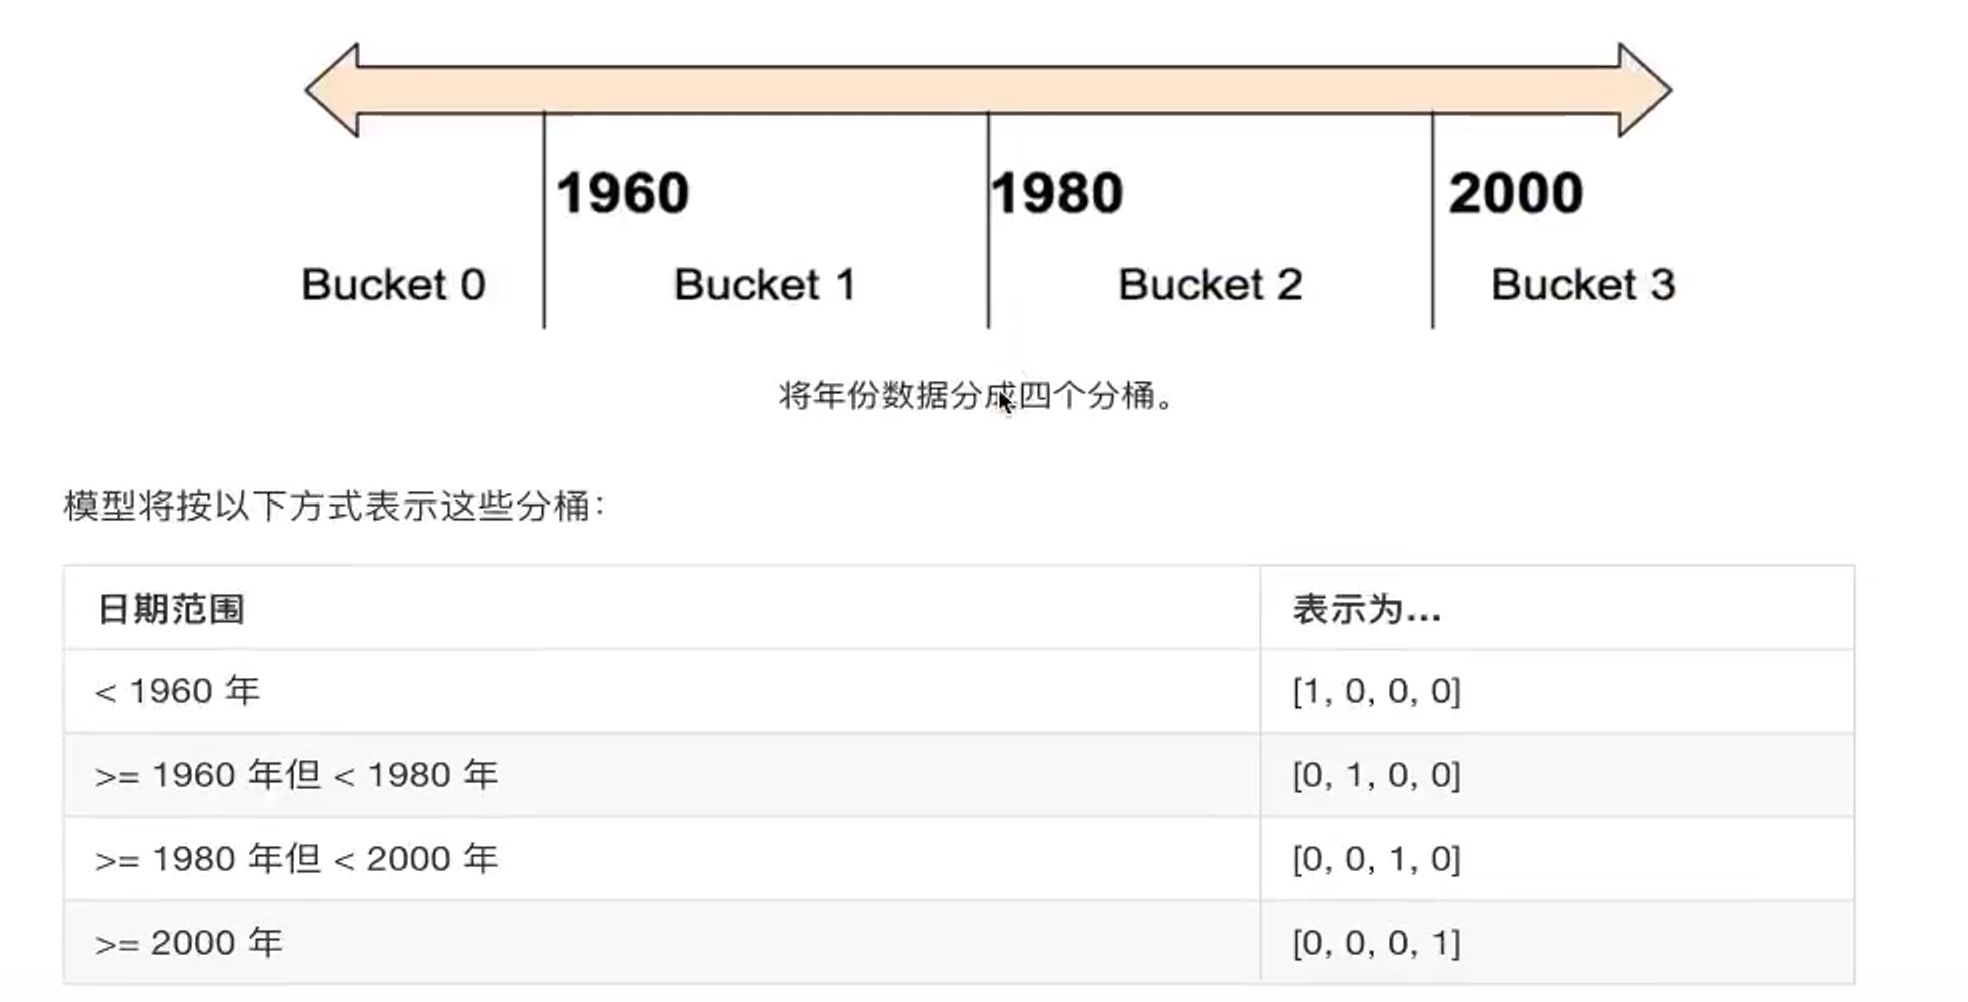 1960 1980 2000
Bucket 0 Bucket 1 Bucket 2 Bucket 3
将年份数据分成四个分桶。
模型将按以下方式表示这些分桶：
日期范围 表示为...
< 1960 年 [1, 0, 0, 0]
>= 1960 年但 < 1980 年 [0, 1, 0, 0]
>= 1980 年但 < 2000 年 [0, 0, 1, 0]
>= 2000 年 [0, 0, 0, 1]